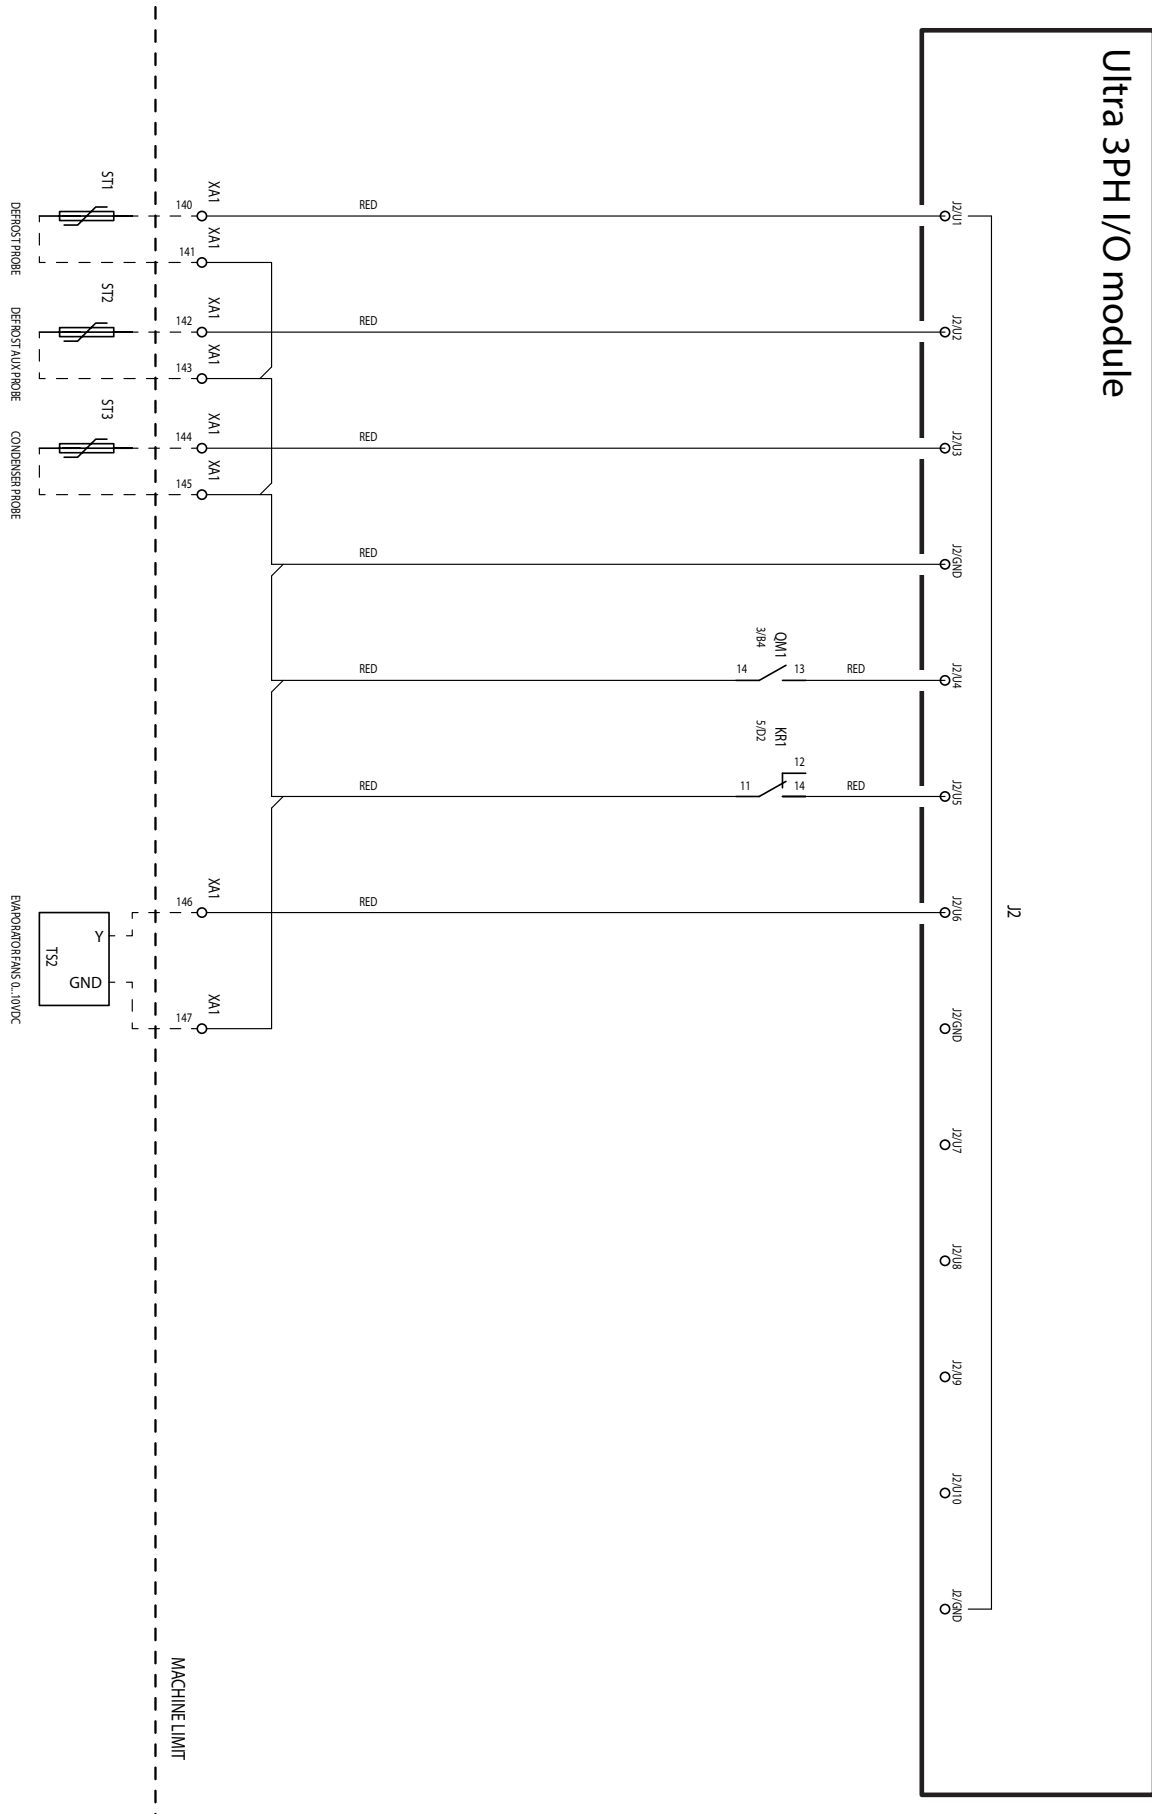 Ultra 3PH I/O module
J2
J2/U1
J2/U2
J2/U3
J2/GND
J2/U4
J2/U5
J2/U6
J2/GND
J2/U7
J2/U8
J2/U9
J2/U10
J2/GND
QM1
3/B4
14
13
RED
KR1
5/D2
12
11
14
RED
RED
RED
RED
RED
RED
RED
RED
XA1
140
XA1
141
XA1
142
XA1
143
XA1
144
XA1
145
XA1
146
XA1
147
MACHINE LIMIT
ST1
DEFROST PROBE
ST2
DEFROST AUX PROBE
ST3
CONDENSER PROBE
Y
TS2
GND
EVAPORATOR FANS 0...10VDC